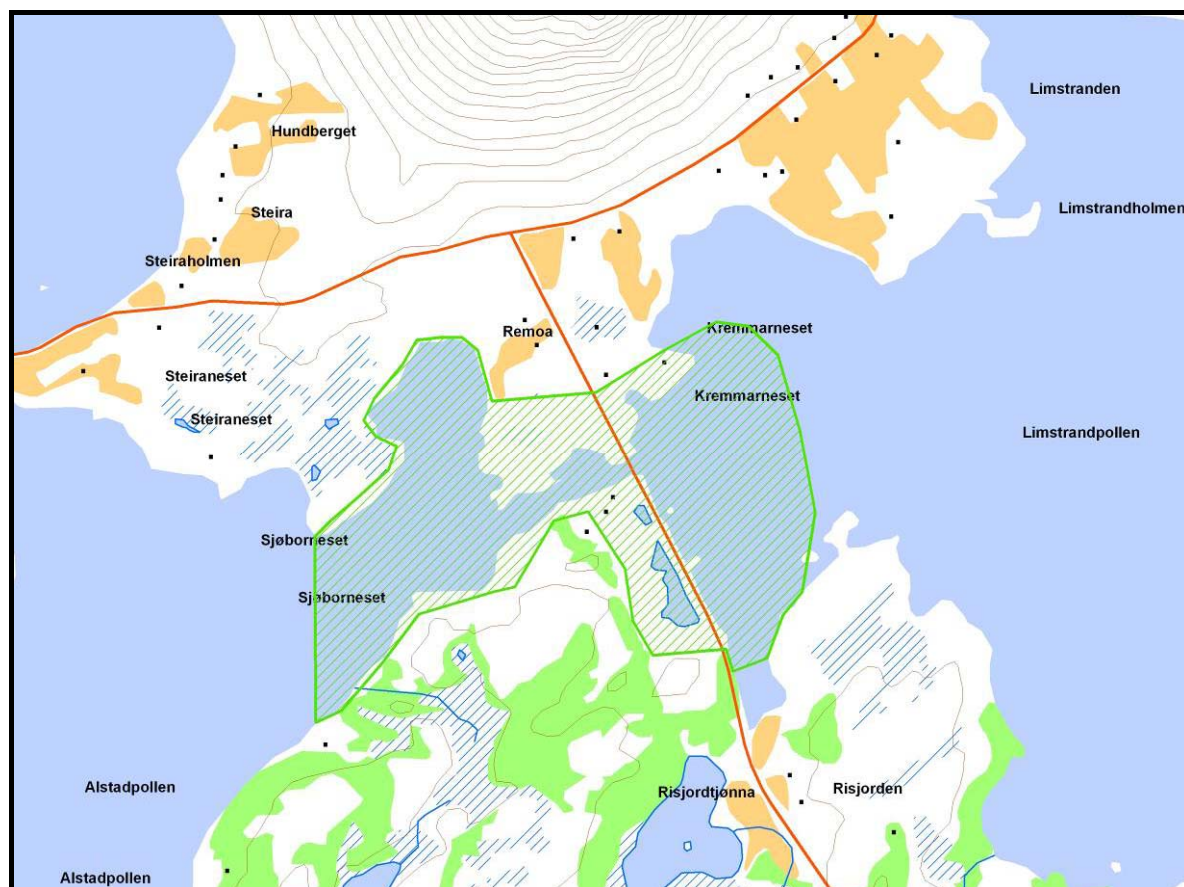 Limstranden
Hundberget
Limstrandholmen
Steira
Steiraholmen
Kremmarneset
Remoa
Steiraneset
Kremmarneset
Steiraneset
Limstrandpollen
Sjøborneset
Sjøborneset
Alstadpollen
Risjordtjønna
Risjorden
Alstadpollen